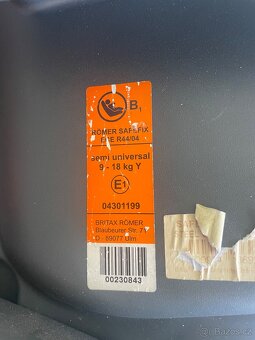 B1
RÖMER SAFEFIX
ECE R44/04
semi universal
9 - 18 kg Y
E1
04301199
BRITAX RÖMER
Blaubeurer Str. 71
D - 89077 Ulm
00230843
SAFE